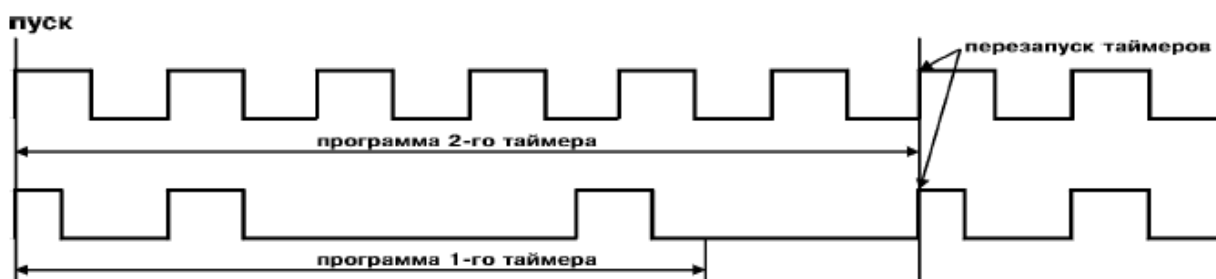 пуск
перезапуск таймеров
программа 2-го таймера
программа 1-го таймера